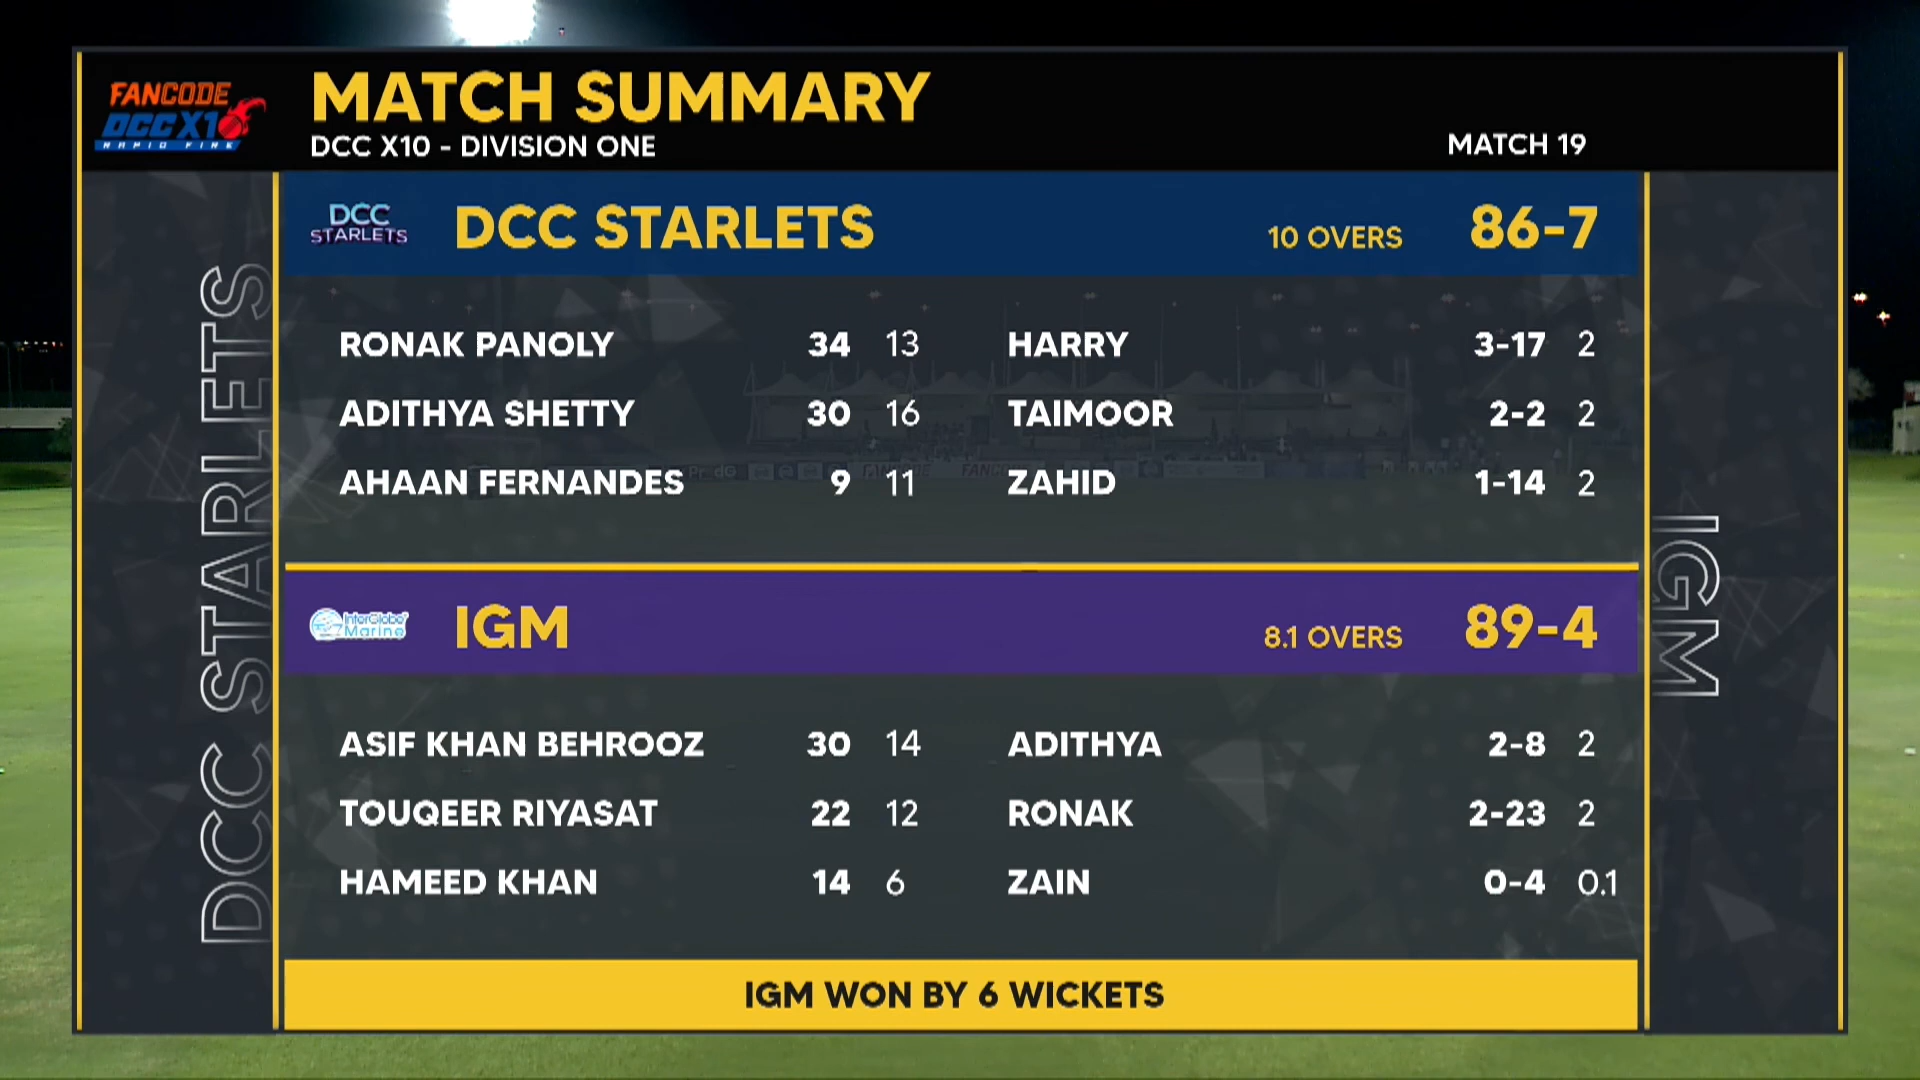 FANCODE
DCC X10
RAPID FIRE
MATCH SUMMARY
DCC X10 - DIVISION ONE
MATCH 19
DCC STARLETS
DCC STARLETS 10 OVERS 86-7
RONAK PANOLY 34 13 HARRY 3-17 2
ADITHYA SHETTY 30 16 TAIMOOR 2-2 2
AHAAN FERNANDES 9 11 ZAHID 1-14 2
InterGlobe
Marine
IGM 8.1 OVERS 89-4
ASIF KHAN BEHROOZ 30 14 ADITHYA 2-8 2
TOUQEER RIYASAT 22 12 RONAK 2-23 2
HAMEED KHAN 14 6 ZAIN 0-4 0.1
IGM WON BY 6 WICKETS
DCC STARLETS
IGM